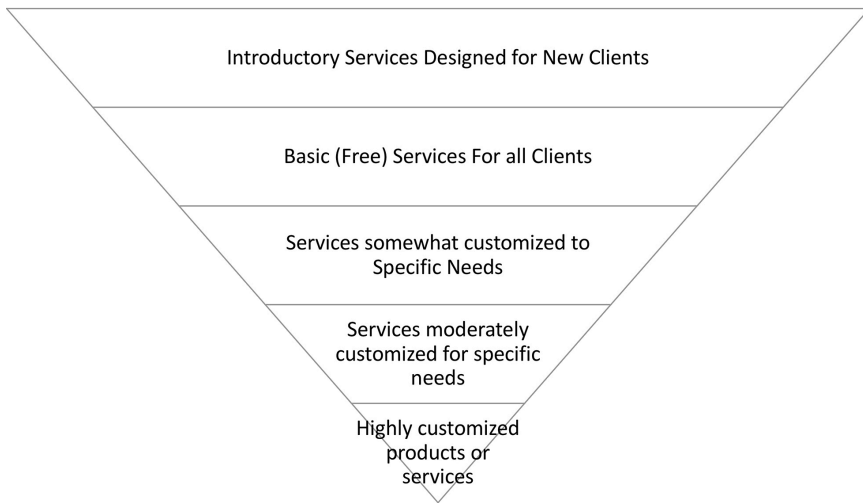 Introductory Services Designed for New Clients
Basic (Free) Services For all Clients
Services somewhat customized to
Specific Needs
Services moderately
customized for specific
needs
Highly customized
products or
services